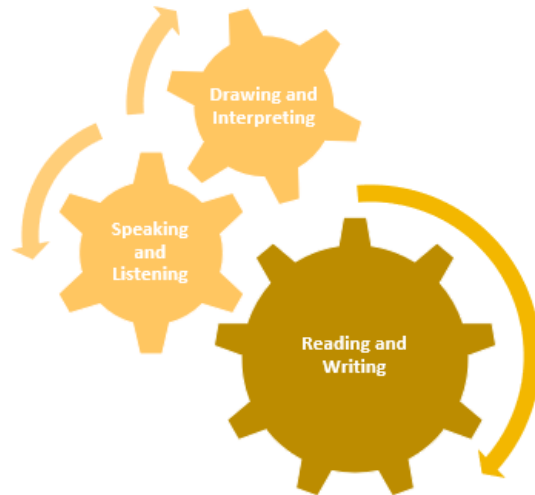 Drawing and
Interpreting
Speaking
and
Listening
Reading and
Writing